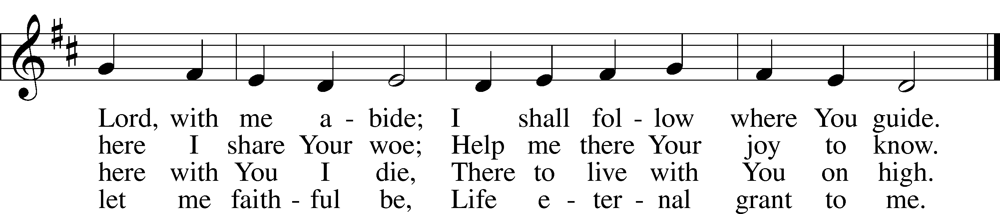 Lord, with me a - bide; I shall fol - low where You guide.
here I share Your woe; Help me there Your joy to know.
here with You I die, There to live with You on high.
let me faith - ful be, Life e - ter - nal grant to me.